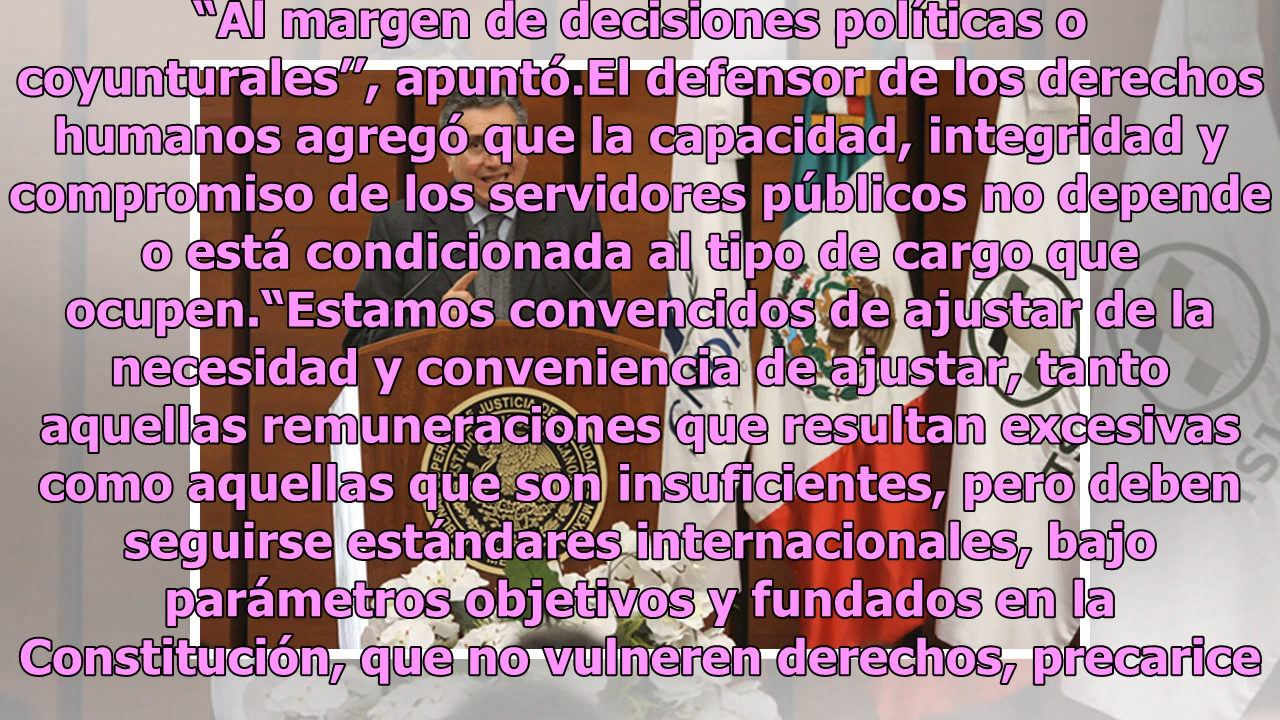 “Al margen de decisiones políticas o
coyunturales”, apuntó.El defensor de los derechos
humanos agregó que la capacidad, integridad y
compromiso de los servidores públicos no depende
o está condicionada al tipo de cargo que
ocupen.“Estamos convencidos de ajustar de la
necesidad y conveniencia de ajustar, tanto
aquellas remuneraciones que resultan excesivas
como aquellas que son insuficientes, pero deben
seguirse estándares internacionales, bajo
parámetros objetivos y fundados en la
Constitución, que no vulneren derechos, precarice